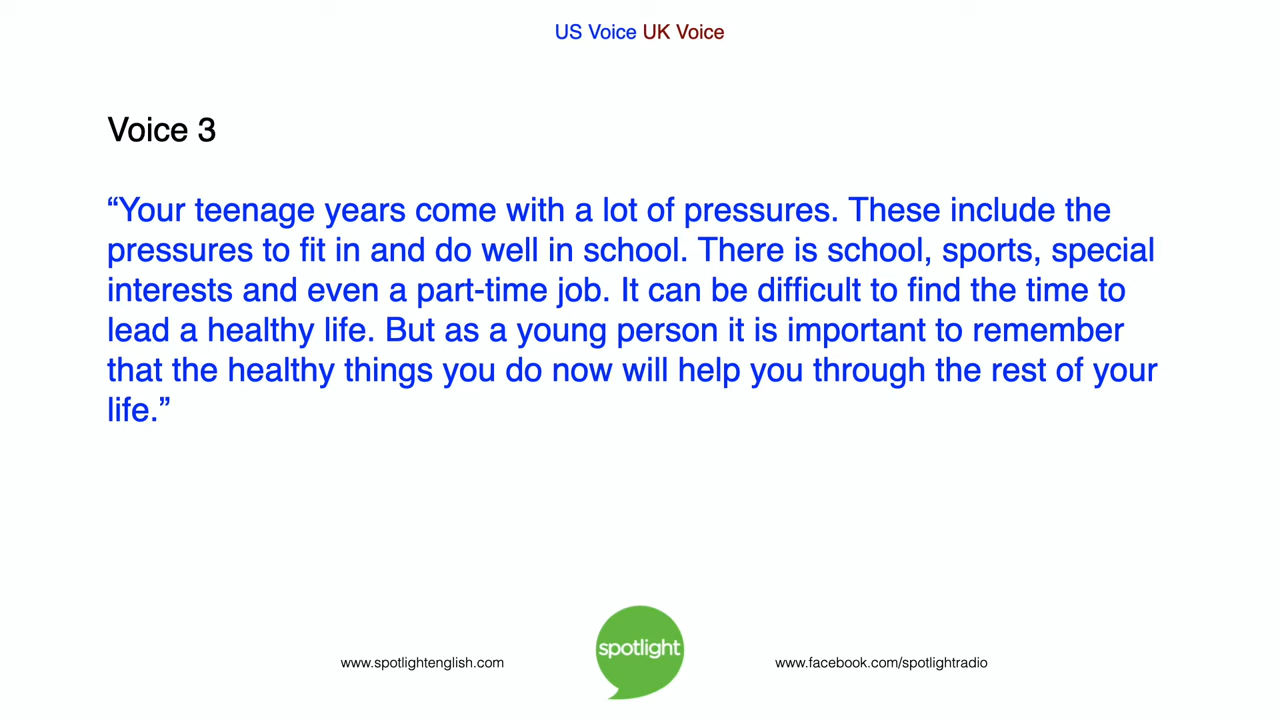 US Voice UK Voice
Voice 3
“Your teenage years come with a lot of pressures. These include the
pressures to fit in and do well in school. There is school, sports, special
interests and even a part-time job. It can be difficult to find the time to
lead a healthy life. But as a young person it is important to remember
that the healthy things you do now will help you through the rest of your
life.”
www.spotlightenglish.com
spotlight
www.facebook.com/spotlightradio